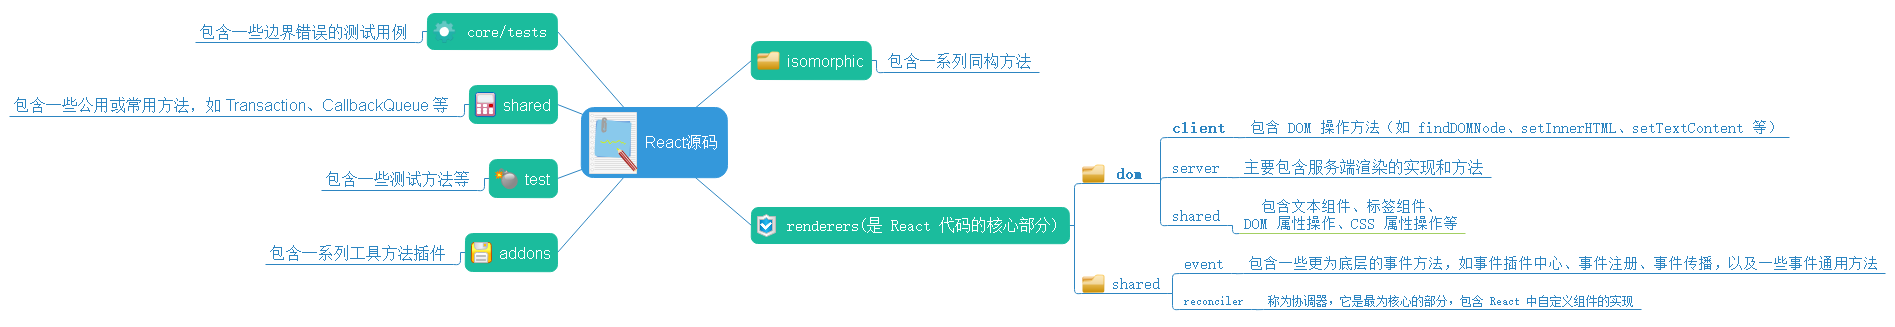 React源码
core/tests
包含一些边界错误的测试用例
shared
包含一些公用或常用方法，如 Transaction、CallbackQueue 等
test
包含一些测试方法等
addons
包含一系列工具方法插件
isomorphic
包含一系列同构方法
renderers(是 React 代码的核心部分)
dom
client
包含 DOM 操作方法（如 findDOMNode、setInnerHTML、setTextContent 等）
server
主要包含服务端渲染的实现和方法
shared
包含文本组件、标签组件、
DOM 属性操作、CSS 属性操作等
shared
event
包含一些更为底层的事件方法，如事件插件中心、事件注册、事件传播，以及一些事件通用方法
reconciler
称为协调器，它是最为核心的部分，包含 React 中自定义组件的实现